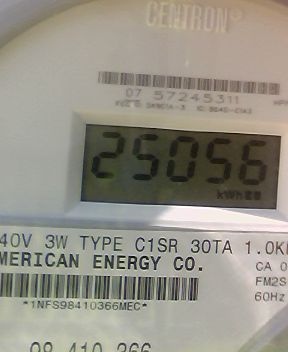 CENTRON®
07 57245311
25056
kWh
40V 3W TYPE C1SR 30TA 1.0K
MERICAN ENERGY CO.
CA 0
FM2S
60Hz
*1NFS98410366MEC*
98 410 366